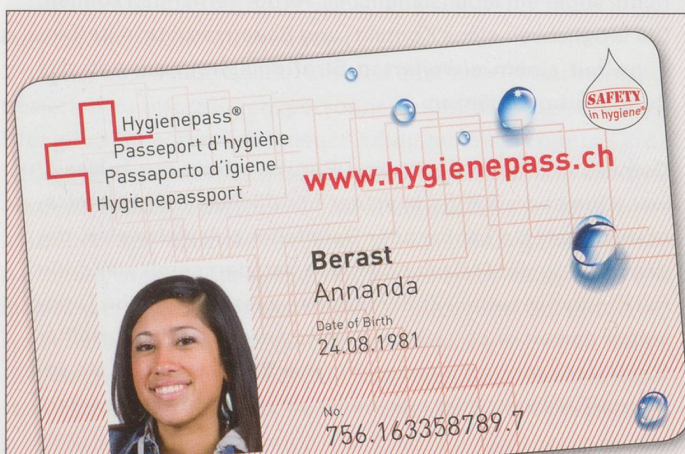 Hygienepass®
Passeport d'hygiène
Passaporto d'igiene
Hygienepassport
SAFETY
in hygiene®
www.hygienepass.ch
Berast
Annanda
Date of Birth
24.08.1981
No.
756.163358789.7